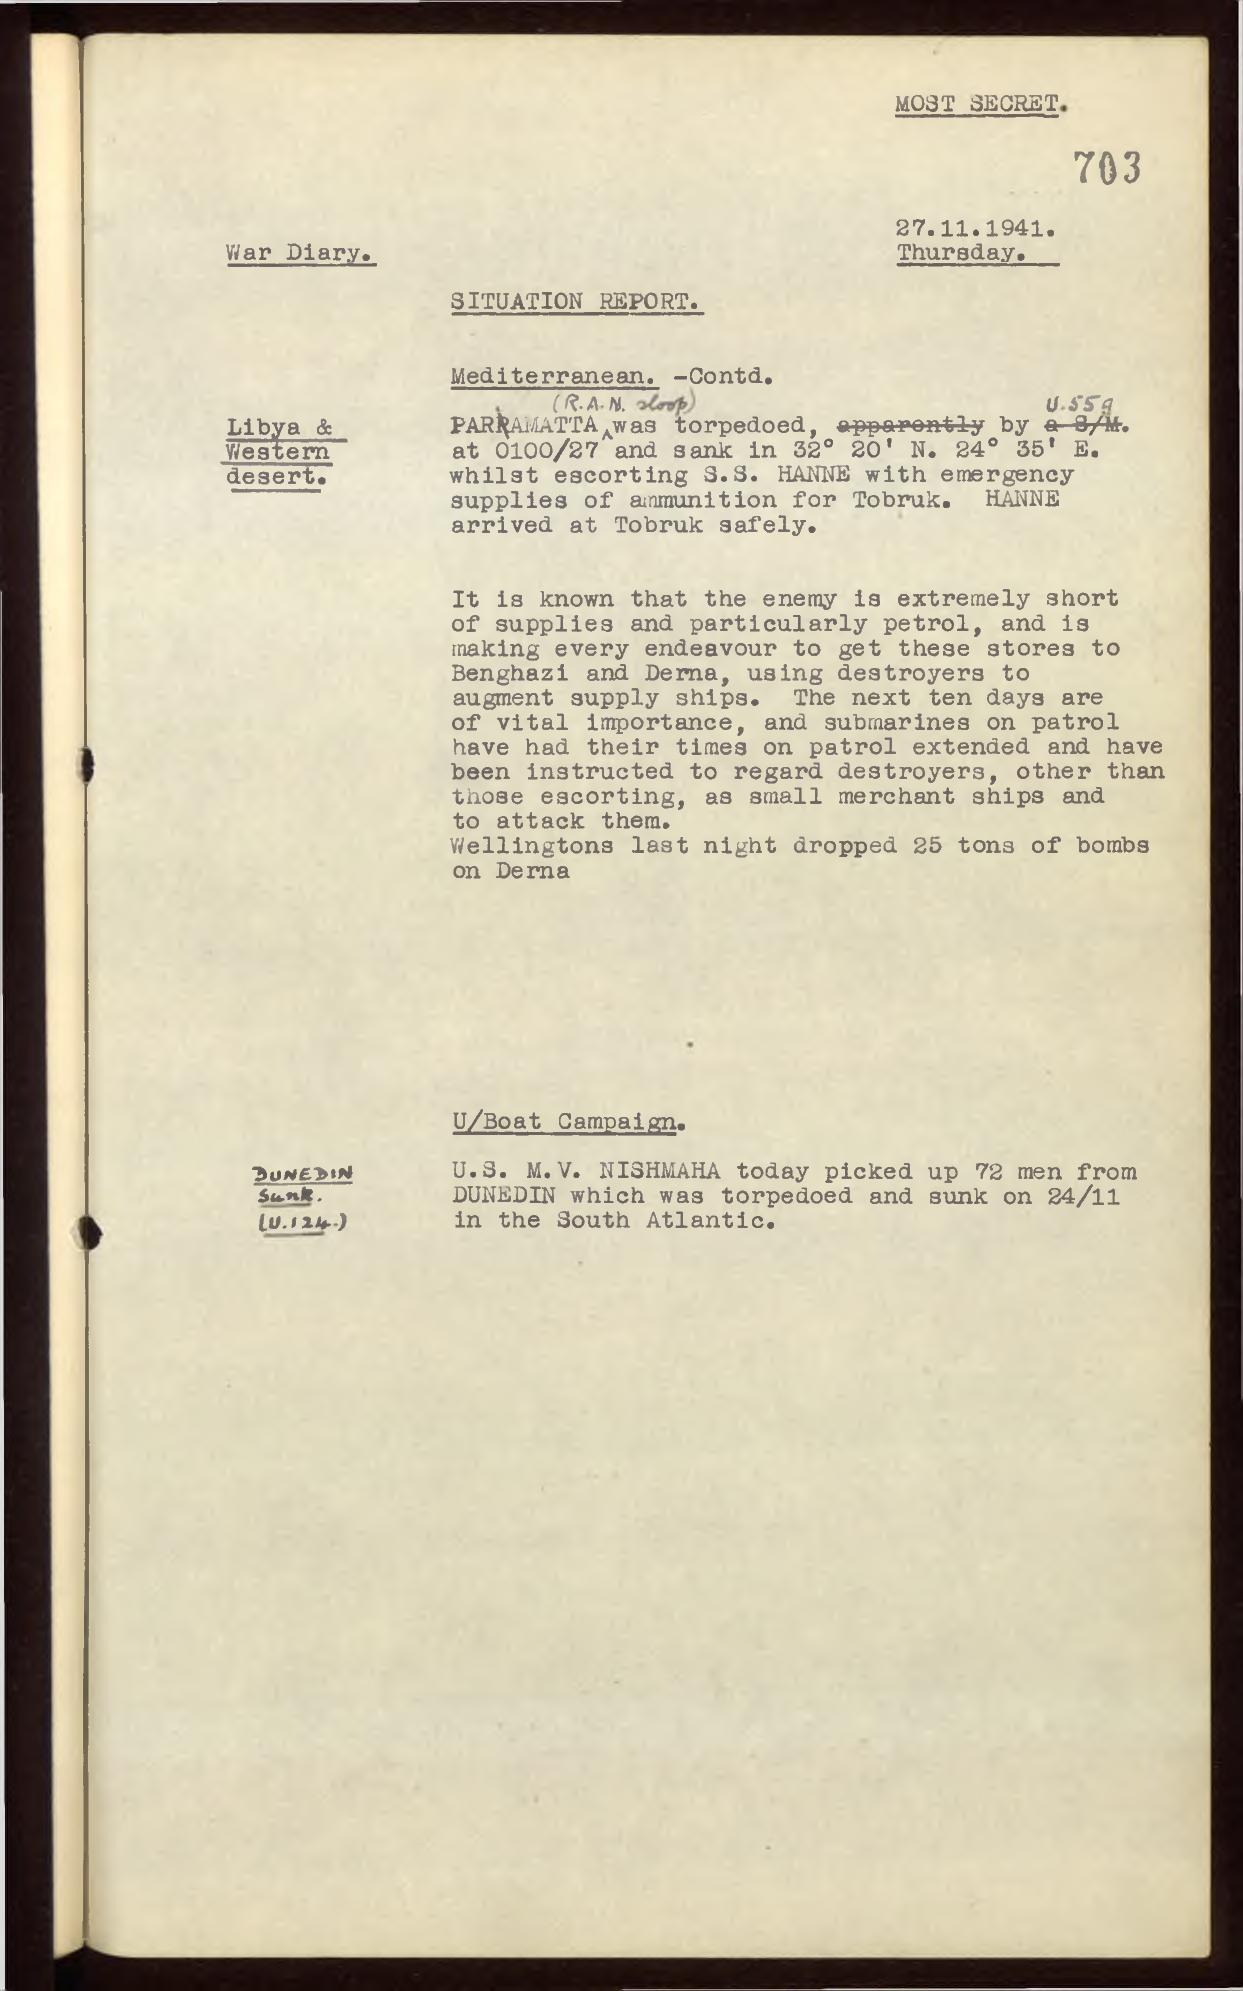 MOST SECRET.
703
27.11.1941.
War Diary.
Thursday.
SITUATION REPORT.
Mediterranean. -Contd.
(R.A.N. sloop)
U.559
Libya &
Western
desert.
PARRAMATTA was torpedoed, apparently by a S/M.
at 0100/27 and sank in 32° 20' N. 24° 35' E.
whilst escorting S.S. HANNE with emergency
supplies of ammunition for Tobruk. HANNE
arrived at Tobruk safely.
It is known that the enemy is extremely short
of supplies and particularly petrol, and is
making every endeavour to get these stores to
Benghazi and Derna, using destroyers to
augment supply ships. The next ten days are
of vital importance, and submarines on patrol
have had their times on patrol extended and have
been instructed to regard destroyers, other than
those escorting, as small merchant ships and
to attack them.
Wellingtons last night dropped 25 tons of bombs
on Derna
U/Boat Campaign.
DUNEDIN
Sunk.
(U.124.)
U.S. M.V. NISHMAHA today picked up 72 men from
DUNEDIN which was torpedoed and sunk on 24/11
in the South Atlantic.